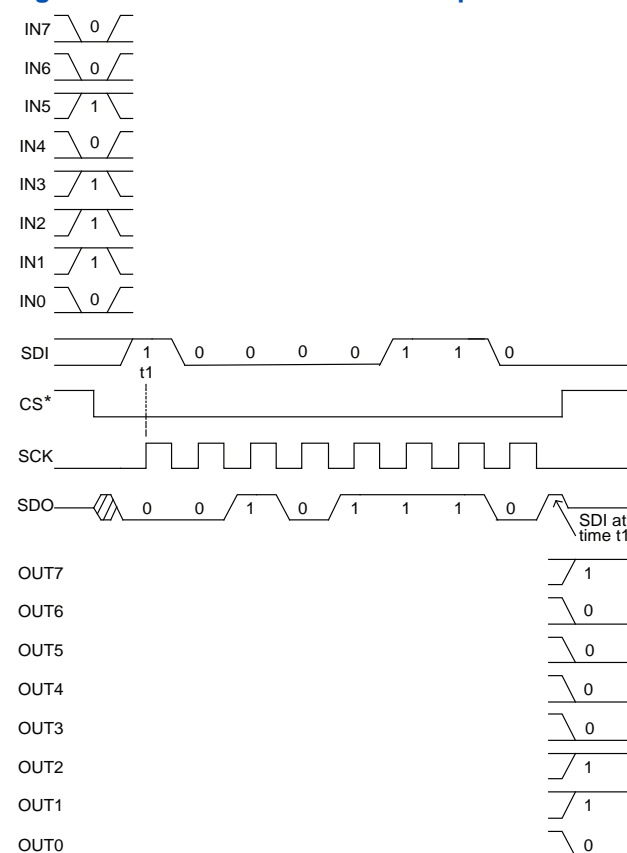 IN7 0
IN6 0
IN5 1
IN4 0
IN3 1
IN2 1
IN1 1
IN0 0
SDI 1 0 0 0 0 1 1 0
t1
CS*
SCK
SDO 0 0 1 0 1 1 1 0
SDI at
time t1
OUT7 1
OUT6 0
OUT5 0
OUT4 0
OUT3 0
OUT2 1
OUT1 1
OUT0 0